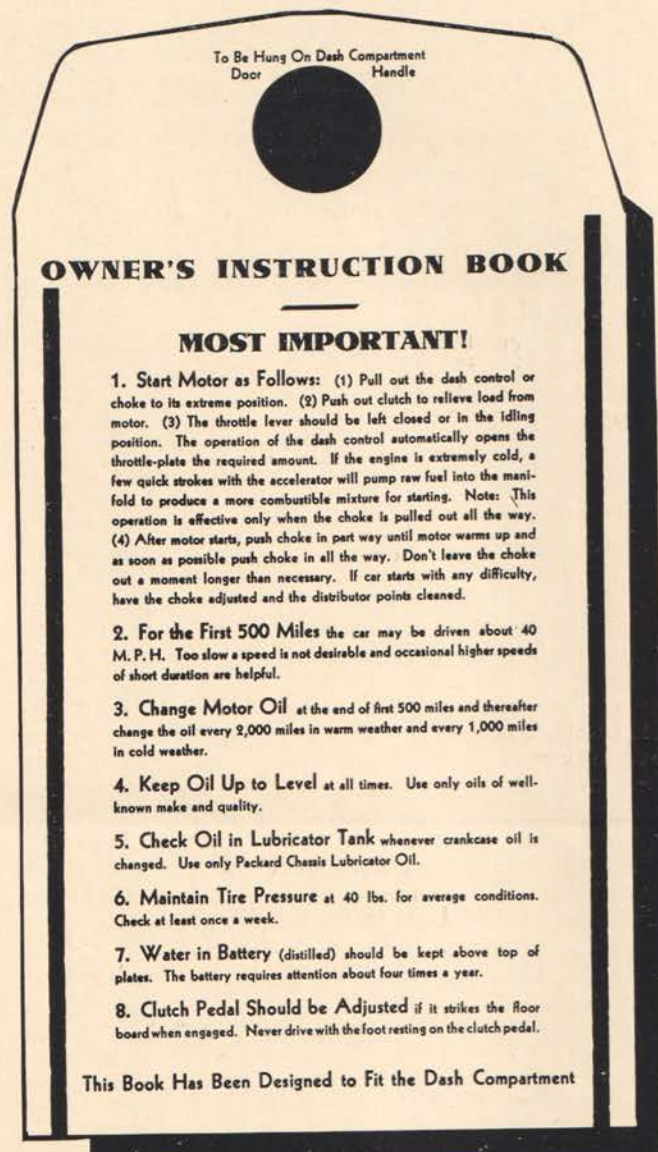 To Be Hung On Dash Compartment
Door Handle
OWNER'S INSTRUCTION BOOK
MOST IMPORTANT!
1. Start Motor as Follows: (1) Pull out the dash control or
choke to its extreme position. (2) Push out clutch to relieve load from
motor. (3) The throttle lever should be left closed or in the idling
position. The operation of the dash control automatically opens the
throttle-plate the required amount. If the engine is extremely cold, a
few quick strokes with the accelerator will pump raw fuel into the mani-
fold to produce a more combustible mixture for starting. Note: This
operation is effective only when the choke is pulled out all the way.
(4) After motor starts, push choke in part way until motor warms up and
as soon as possible push choke in all the way. Don't leave the choke
out a moment longer than necessary. If car starts with any difficulty,
have the choke adjusted and the distributor points cleaned.
2. For the First 500 Miles the car may be driven about 40
M. P. H. Too slow a speed is not desirable and occasional higher speeds
of short duration are helpful.
3. Change Motor Oil at the end of first 500 miles and thereafter
change the oil every 2,000 miles in warm weather and every 1,000 miles
in cold weather.
4. Keep Oil Up to Level at all times. Use only oils of well-
known make and quality.
5. Check Oil in Lubricator Tank whenever crankcase oil is
changed. Use only Packard Chassis Lubricator Oil.
6. Maintain Tire Pressure at 40 lbs. for average conditions.
Check at least once a week.
7. Water in Battery (distilled) should be kept above top of
plates. The battery requires attention about four times a year.
8. Clutch Pedal Should be Adjusted if it strikes the floor
board when engaged. Never drive with the foot resting on the clutch pedal.
This Book Has Been Designed to Fit the Dash Compartment